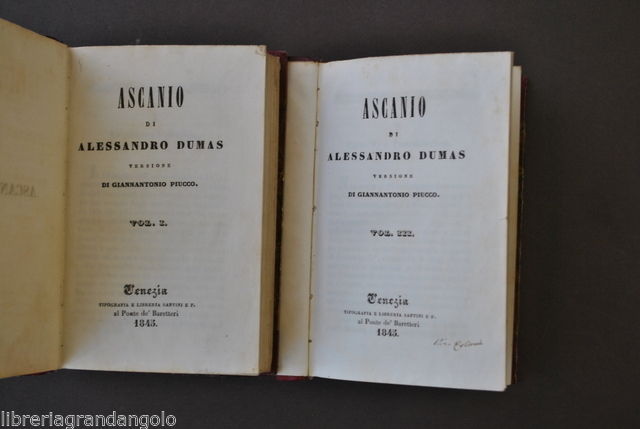 ASCANIO
DI
ALESSANDRO DUMAS
VERSIONE
DI GIANNANTONIO PIUCCO.
VOL. I.
Venezia
TIPOGRAFIA E LIBRERIA SANTINI E F.
al Ponte de' Baretteri
1845.
ASCANIO
DI
ALESSANDRO DUMAS
VERSIONE
DI GIANNANTONIO PIUCCO.
VOL. III.
Venezia
TIPOGRAFIA E LIBRERIA SANTINI E F.
al Ponte de' Baretteri
1845.
libreriagrandangolo